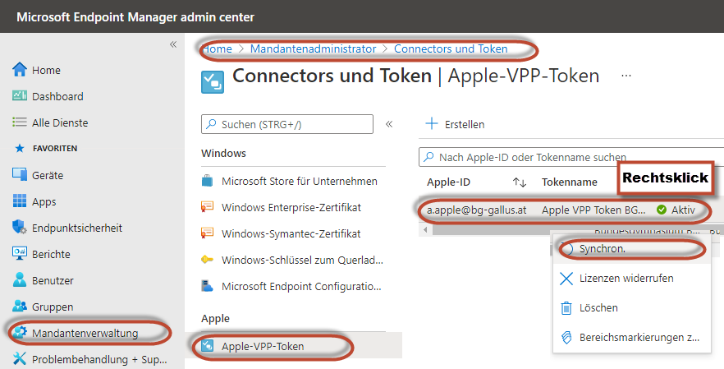 Microsoft Endpoint Manager admin center
«
Home
Dashboard
Alle Dienste
FAVORITEN
Geräte
Apps
Endpunktsicherheit
Berichte
Benutzer
Gruppen
Mandantenverwaltung
Problembehandlung + Sup...
Home > Mandantenadministrator > Connectors und Token
Connectors und Token | Apple-VPP-Token ...
Suchen (STRG+/)
«
Windows
Microsoft Store für Unternehmen
Windows Enterprise-Zertifikat
Windows-Symantec-Zertifikat
Windows-Schlüssel zum Querlad...
Microsoft Endpoint Configuratio...
Apple
Apple-VPP-Token
+ Erstellen
Nach Apple-ID oder Tokenname suchen
Rechtsklick
Apple-ID ↑↓ Tokenname
a.apple@bg-gallus.at Apple VPP Token BG... Aktiv
Synchron.
Lizenzen widerrufen
Löschen
Bereichsmarkierungen z...